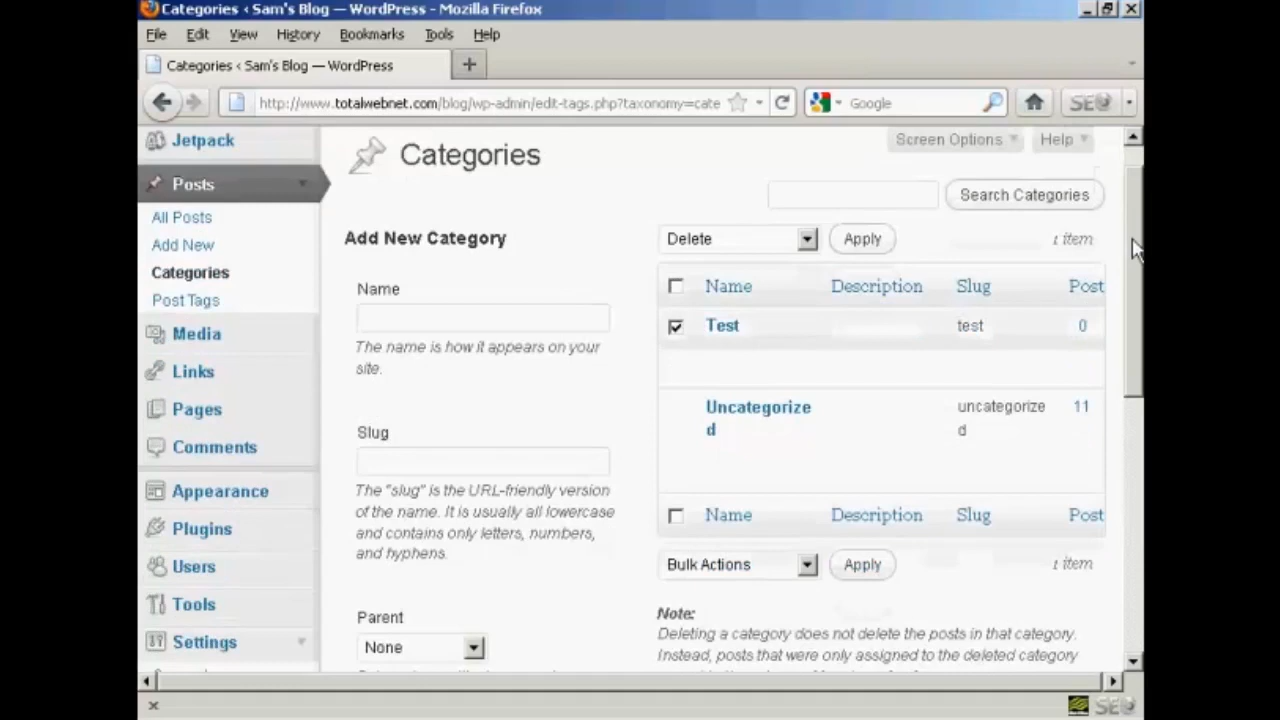 Categories ‹ Sam's Blog — WordPress - Mozilla Firefox
File Edit View History Bookmarks Tools Help
Categories ‹ Sam's Blog — WordPress
http://www.totalwebnet.com/blog/wp-admin/edit-tags.php?taxonomy=cate
Google
SEO
Jetpack
Posts
All Posts
Add New
Categories
Post Tags
Media
Links
Pages
Comments
Appearance
Plugins
Users
Tools
Settings
Screen Options
Help
Categories
Search Categories
Add New Category
Name
The name is how it appears on your
site.
Slug
The "slug" is the URL-friendly version
of the name. It is usually all lowercase
and contains only letters, numbers,
and hyphens.
Parent
None
Delete
Apply
1 item
Name Description Slug Post
Test test 0
Uncategorize uncategorize 11
d d
Name Description Slug Post
Bulk Actions
Apply
1 item
Note:
Deleting a category does not delete the posts in that category.
Instead, posts that were only assigned to the deleted category
SEO